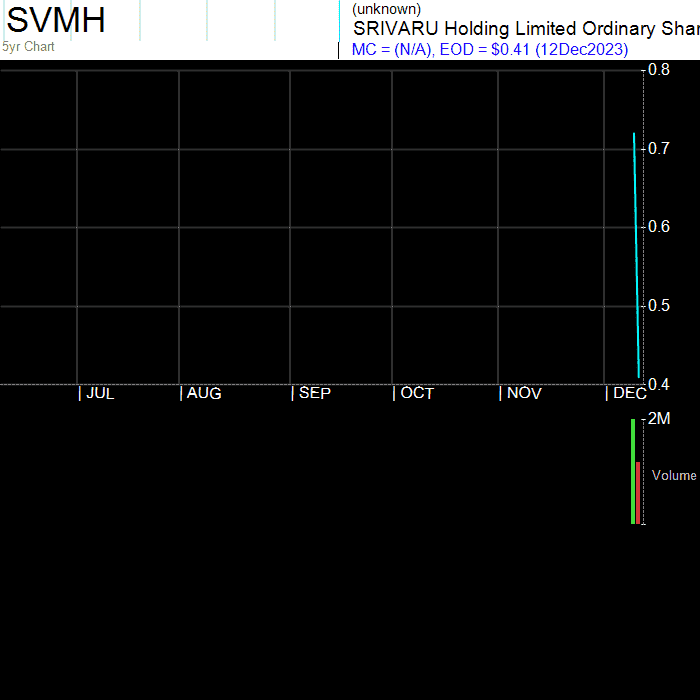 SVMH
5yr Chart
(unknown)
SRIVARU Holding Limited Ordinary Shar
MC = (N/A), EOD = $0.41 (12Dec2023)
0.8
0.7
0.6
0.5
0.4
| JUL | AUG | SEP | OCT | NOV | DEC
2M
Volume